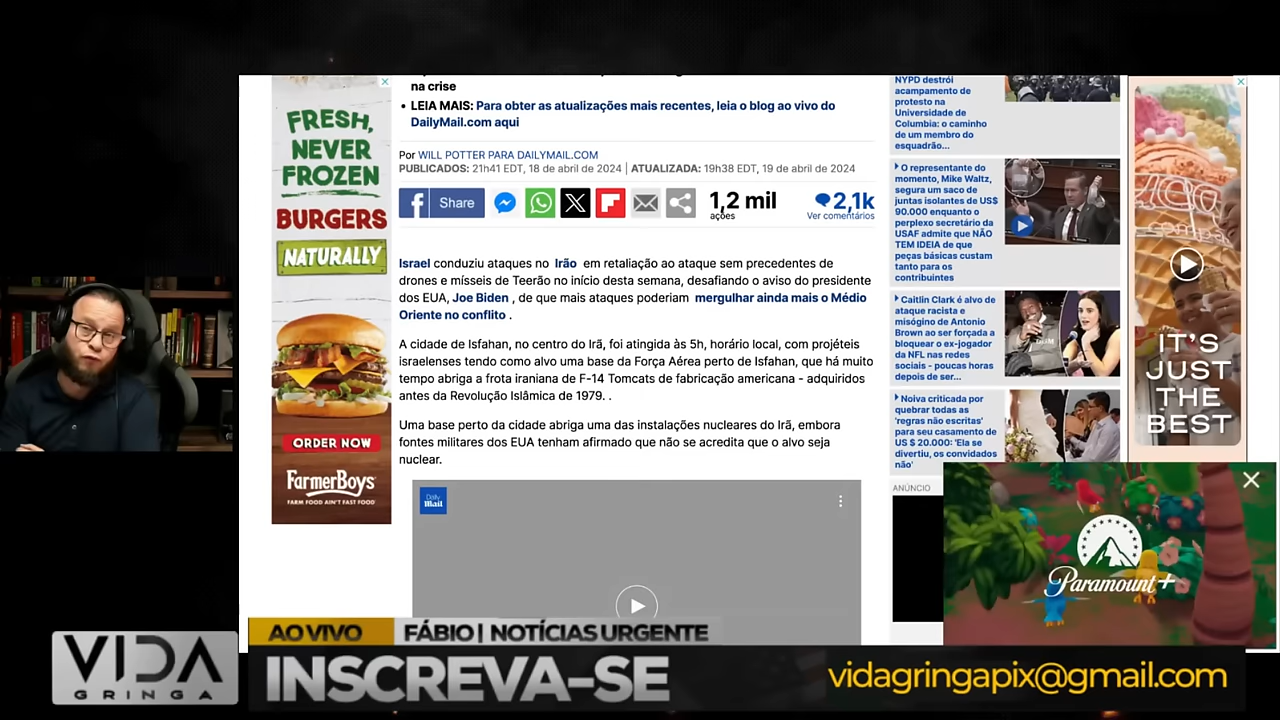 na crise
• LEIA MAIS: Para obter as atualizações mais recentes, leia o blog ao vivo do
DailyMail.com aqui
Por WILL POTTER PARA DAILYMAIL.COM
PUBLICADOS: 21h41 EDT, 18 de abril de 2024 | ATUALIZADA: 19h38 EDT, 19 de abril de 2024
Share
1,2 mil
ações
2,1k
Ver comentários
Israel conduziu ataques no Irão em retaliação ao ataque sem precedentes de
drones e mísseis de Teerão no início desta semana, desafiando o aviso do presidente
dos EUA, Joe Biden , de que mais ataques poderiam mergulhar ainda mais o Médio
Oriente no conflito .
A cidade de Isfahan, no centro do Irã, foi atingida às 5h, horário local, com projéteis
israelenses tendo como alvo uma base da Força Aérea perto de Isfahan, que há muito
tempo abriga a frota iraniana de F-14 Tomcats de fabricação americana - adquiridos
antes da Revolução Islâmica de 1979. .
Uma base perto da cidade abriga uma das instalações nucleares do Irã, embora
fontes militares dos EUA tenham afirmado que não se acredita que o alvo seja
nuclear.
Daily
Mail
FRESH,
NEVER
FROZEN
BURGERS
NATURALLY
ORDER NOW
FarmerBoys
FARM FOOD AIN'T FAST FOOD
NYPD destrói
acampamento de
protesto na
Universidade de
Columbia: o caminho
de um membro do
esquadrão...
O representante do
momento, Mike Waltz,
segura um saco de
juntas isolantes de US$
90.000 enquanto o
perplexo secretário da
USAF admite que NÃO
TEM IDEIA de que
peças básicas custam
tanto para os
contribuintes
Caitlin Clark é alvo de
ataque racista e
misógino de Antonio
Brown ao ser forçada a
bloquear o ex-jogador
da NFL nas redes
sociais - poucas horas
depois de ser...
Noiva criticada por
quebrar todas as
'regras não escritas'
para seu casamento de
US $ 20.000: 'Ela se
divertiu, os convidados
não'
ANÚNCIO
IT'S
JUST
THE
BEST
Paramount+
VIDA
GRINGA
AO VIVO
FÁBIO | NOTÍCIAS URGENTE
INSCREVA-SE
vidagringapix@gmail.com